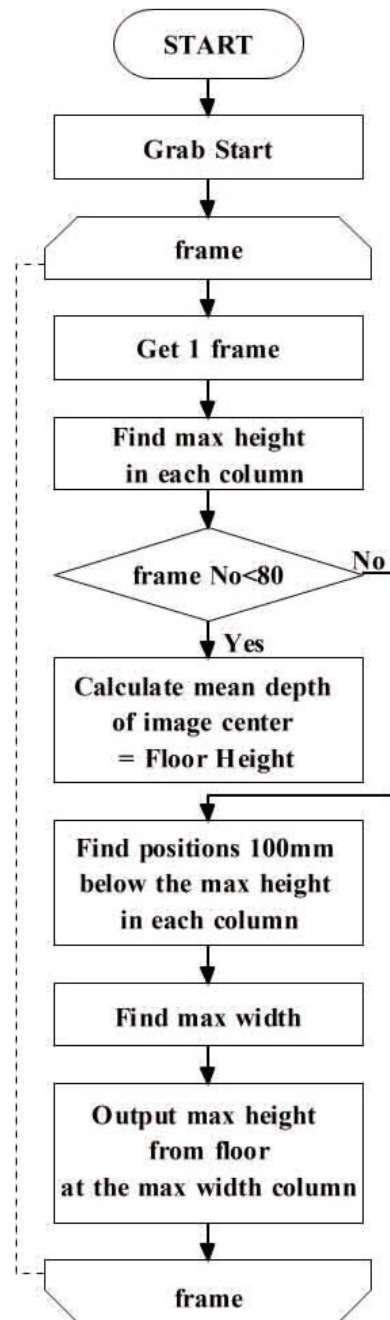 START
Grab Start
frame
Get 1 frame
Find max height
in each column
frame No<80
No
Yes
Calculate mean depth
of image center
= Floor Height
Find positions 100mm
below the max height
in each column
Find max width
Output max height
from floor
at the max width column
frame